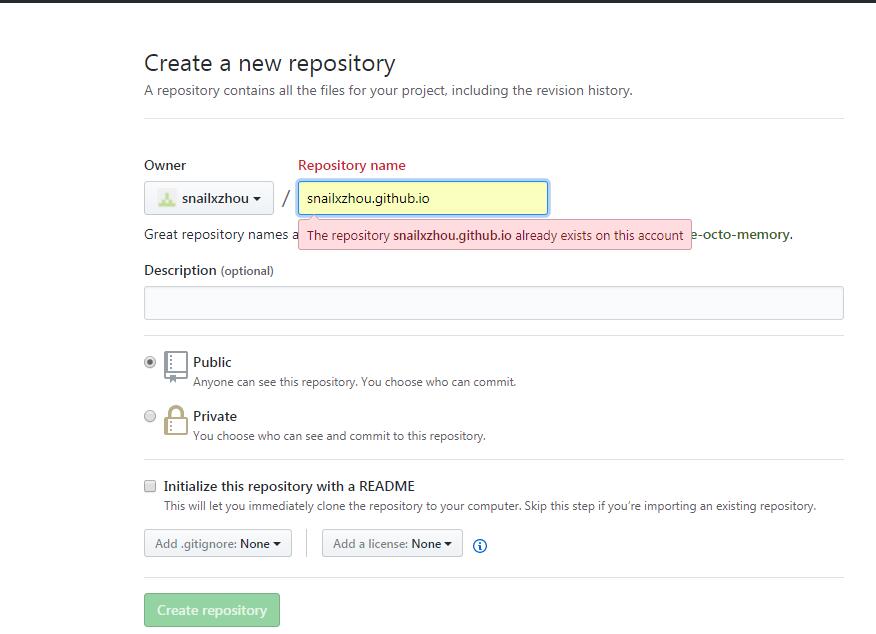 Create a new repository
A repository contains all the files for your project, including the revision history.
Owner
Repository name
snailxzhou
/
snailxzhou.github.io
Great repository names a
The repository snailxzhou.github.io already exists on this account
e-octo-memory.
Description (optional)
Public
Anyone can see this repository. You choose who can commit.
Private
You choose who can see and commit to this repository.
Initialize this repository with a README
This will let you immediately clone the repository to your computer. Skip this step if you’re importing an existing repository.
Add .gitignore: None
Add a license: None
Create repository